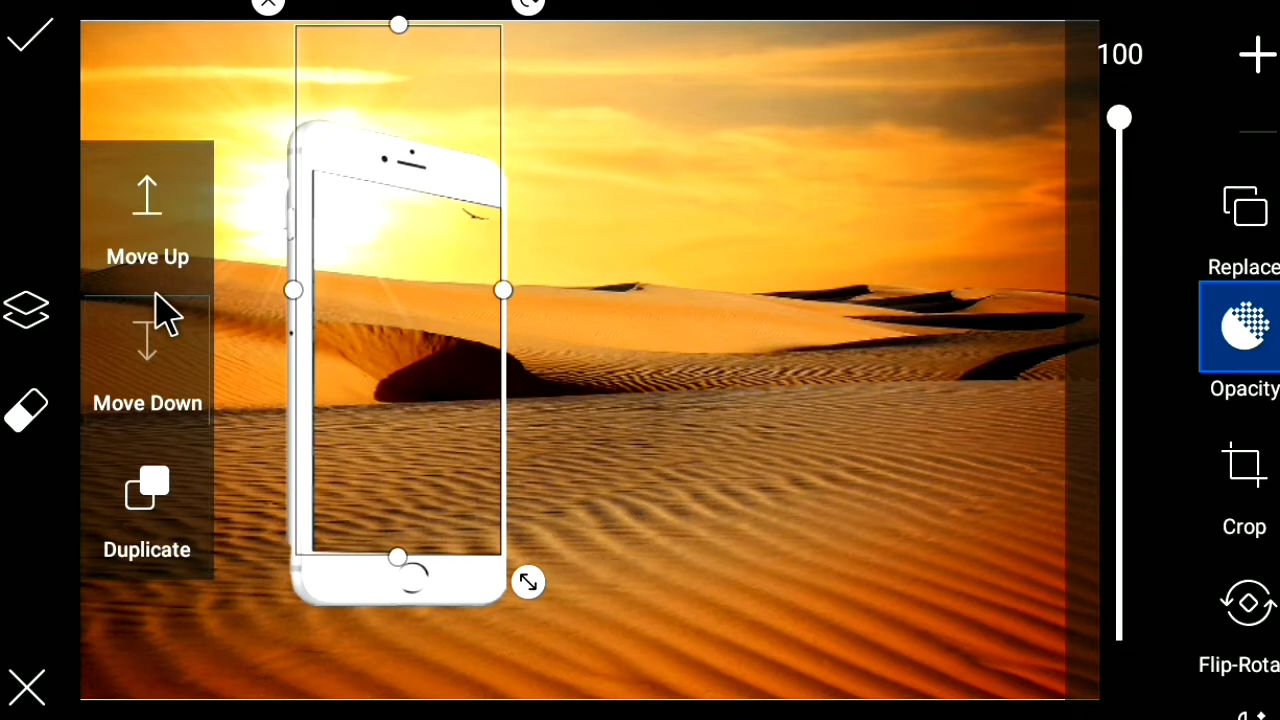 100
Move Up
Replace
Move Down
Opacity
Crop
Duplicate
Flip-Rota